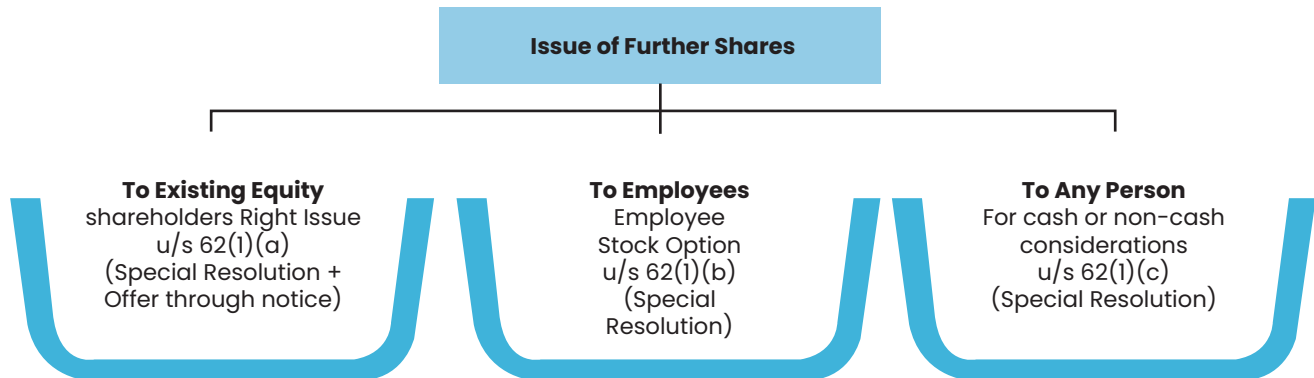 Issue of Further Shares
To Existing Equity
shareholders Right Issue
u/s 62(1)(a)
(Special Resolution +
Offer through notice)
To Employees
Employee
Stock Option
u/s 62(1)(b)
(Special
Resolution)
To Any Person
For cash or non-cash
considerations
u/s 62(1)(c)
(Special Resolution)